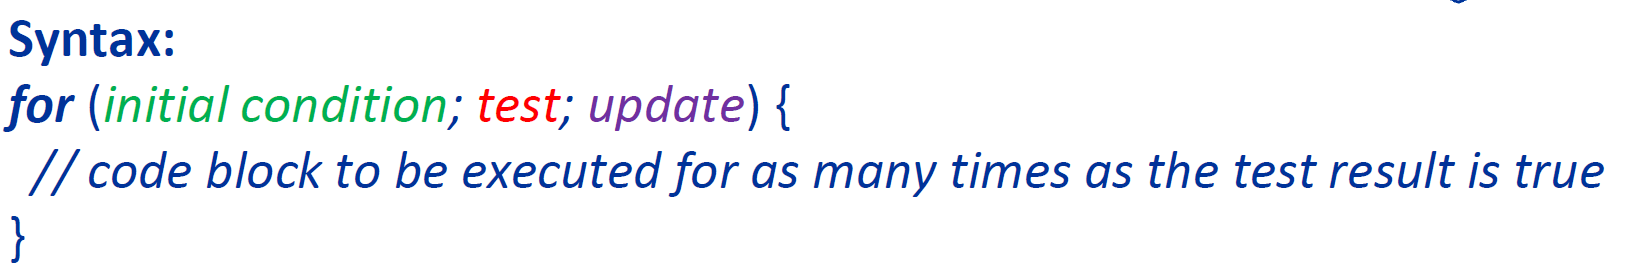 Syntax:
for (initial condition; test; update) {
// code block to be executed for as many times as the test result is true
}